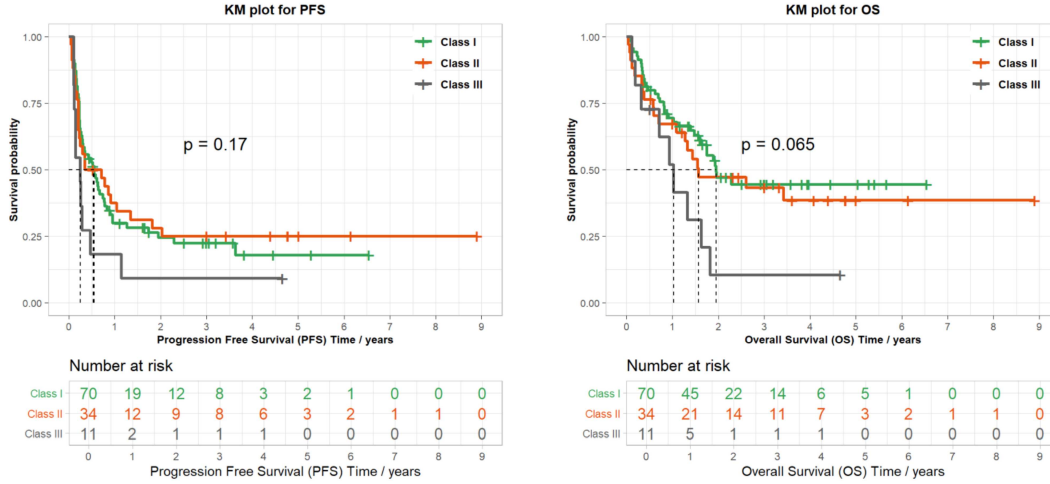 KM plot for PFS
1.00
0.75
0.50
0.25
0.00
Survival probability
Class I
Class II
Class III
p = 0.17
0 1 2 3 4 5 6 7 8 9
Progression Free Survival (PFS) Time / years
Number at risk
Class I 70 19 12 8 3 2 1 0 0 0
Class II 34 12 9 8 6 3 2 1 1 0
Class III 11 2 1 1 1 0 0 0 0 0
0 1 2 3 4 5 6 7 8 9
Progression Free Survival (PFS) Time / years
KM plot for OS
1.00
0.75
0.50
0.25
0.00
Survival probability
Class I
Class II
Class III
p = 0.065
0 1 2 3 4 5 6 7 8 9
Overall Survival (OS) Time / years
Number at risk
Class I 70 45 22 14 6 5 1 0 0 0
Class II 34 21 14 11 7 3 2 1 1 0
Class III 11 5 1 1 1 0 0 0 0 0
0 1 2 3 4 5 6 7 8 9
Overall Survival (OS) Time / years